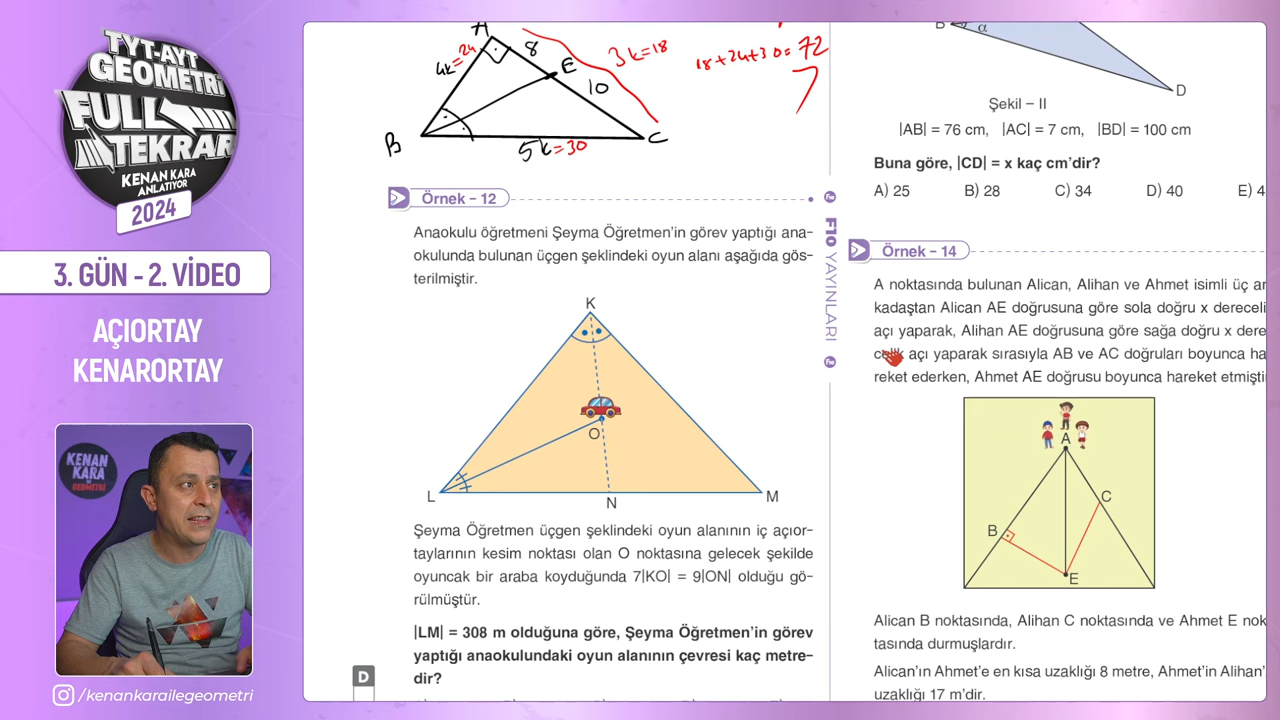 TYT-AYT
GEOMETRİ
FULL
TEKRAR
KENAN KARA
ANLATIYOR
2024
3. GÜN - 2. VİDEO
AÇIORTAY
KENARORTAY
KENAN
KARA
GEOMETRİ
/kenankarailegeometri
A
8
E
10
4k=24
3k=18
B
5k=30
C
18+24+30=72
Örnek – 12
Anaokulu öğretmeni Şeyma Öğretmen'in görev yaptığı ana-
okulunda bulunan üçgen şeklindeki oyun alanı aşağıda gös-
terilmiştir.
K
O
L
N
M
Şeyma Öğretmen üçgen şeklindeki oyun alanının iç açıor-
taylarının kesim noktası olan O noktasına gelecek şekilde
oyuncak bir araba koyduğunda 7|KO| = 9|ON| olduğu gö-
rülmüştür.
|LM| = 308 m olduğuna göre, Şeyma Öğretmen'in görev
yaptığı anaokulundaki oyun alanının çevresi kaç metre-
dir?
D
F10 YAYINLARI
B
α
D
Şekil – II
|AB| = 76 cm, |AC| = 7 cm, |BD| = 100 cm
Buna göre, |CD| = x kaç cm'dir?
A) 25 B) 28 C) 34 D) 40 E) 4
Örnek – 14
A noktasında bulunan Alican, Alihan ve Ahmet isimli üç ar
kadaştan Alican AE doğrusuna göre sola doğru x dereceli
açı yaparak, Alihan AE doğrusuna göre sağa doğru x dere
açı yaparak sırasıyla AB ve AC doğruları boyunca ha
reket ederken, Ahmet AE doğrusu boyunca hareket etmişti
A
C
B
E
Alican B noktasında, Alihan C noktasında ve Ahmet E nok
tasında durmuşlardır.
Alican'ın Ahmet'e en kısa uzaklığı 8 metre, Ahmet'in Alihan'
uzaklığı 17 m'dir.